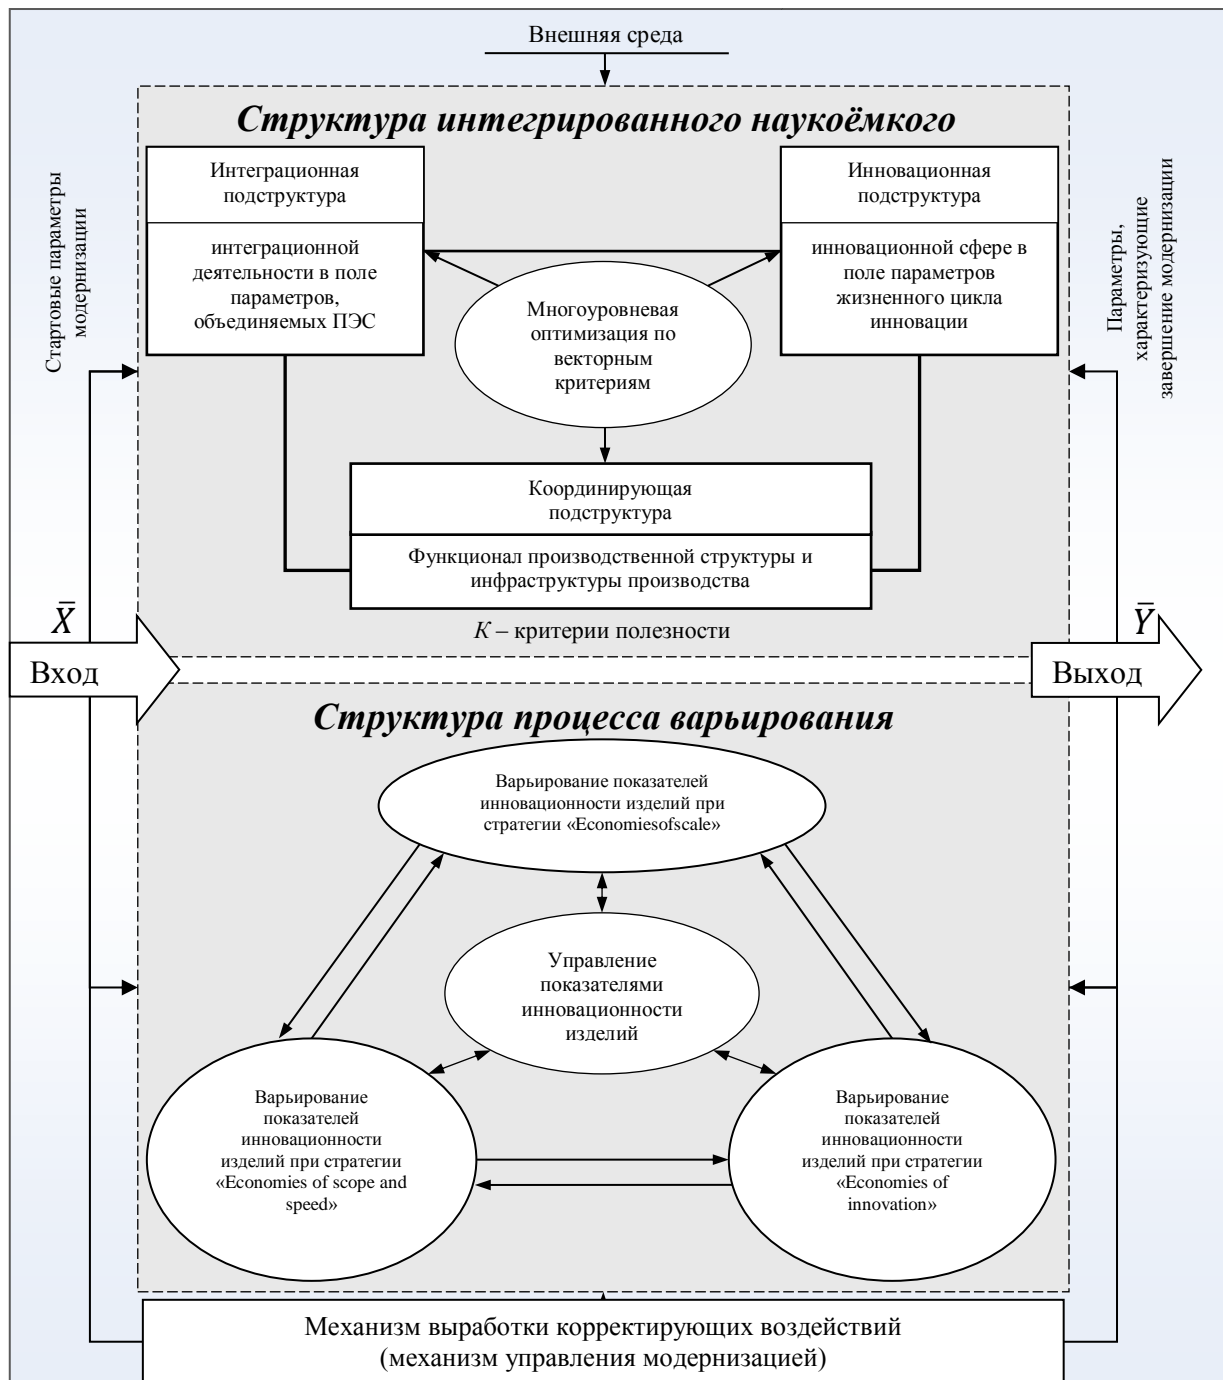 Внешняя среда
Структура интегрированного наукоёмкого
Интеграционная
подструктура
интеграционной
деятельности в поле
параметров,
объединяемых ПЭС
Инновационная
подструктура
инновационной сфере в
поле параметров
жизненного цикла
инновации
Многоуровневая
оптимизация по
векторным
критериям
Стартовые параметры
модернизации
Параметры,
характеризующие
завершение модернизации
Координирующая
подструктура
Функционал производственной структуры и
инфраструктуры производства
K – критерии полезности
X̄
Вход
Ȳ
Выход
Структура процесса варьирования
Варьирование показателей
инновационности изделий при
стратегии «Economiesofscale»
Управление
показателями
инновационности
изделий
Варьирование
показателей
инновационности
изделий при стратегии
«Economies of scope and
speed»
Варьирование
показателей
инновационности
изделий при стратегии
«Economies of
innovation»
Механизм выработки корректирующих воздействий
(механизм управления модернизацией)